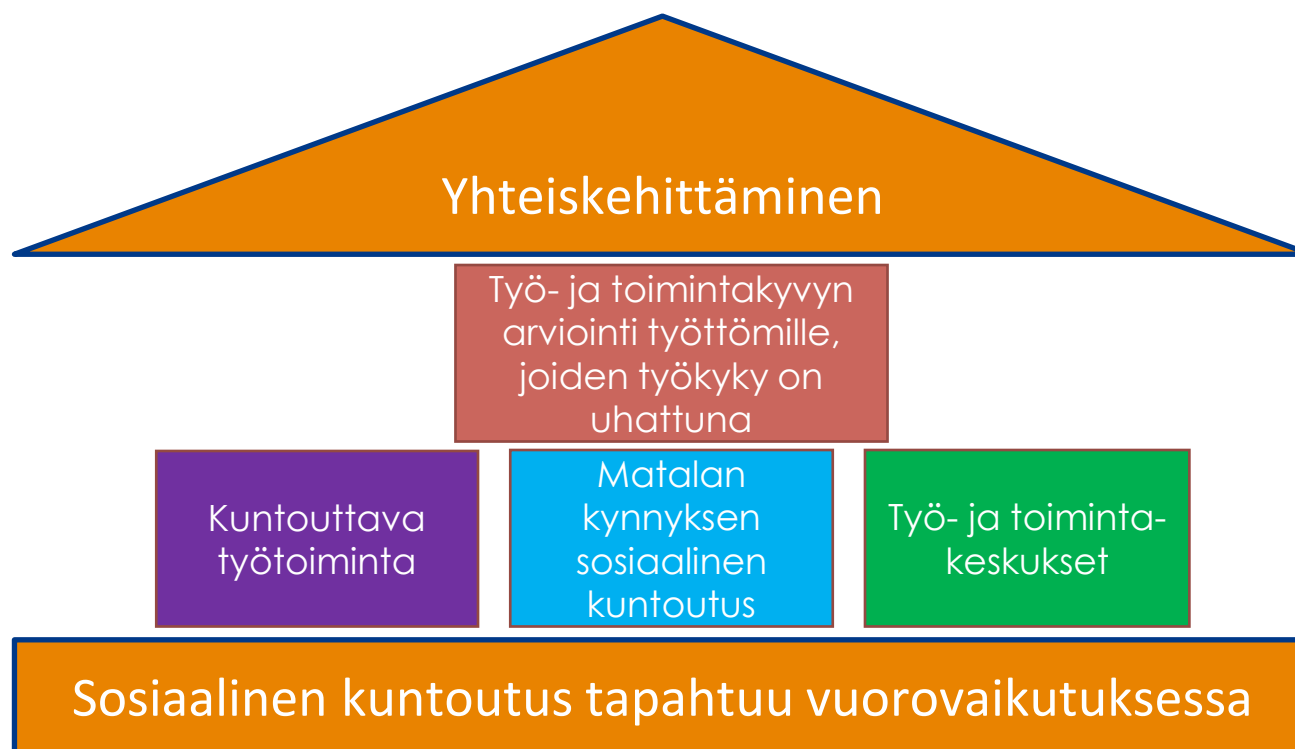 Yhteiskehittäminen
Työ- ja toimintakyvyn
arviointi työttömille,
joiden työkyky on
uhattuna
Kuntouttava
työtoiminta
Matalan
kynnyksen
sosiaalinen
kuntoutus
Työ- ja toiminta-
keskukset
Sosiaalinen kuntoutus tapahtuu vuorovaikutuksessa